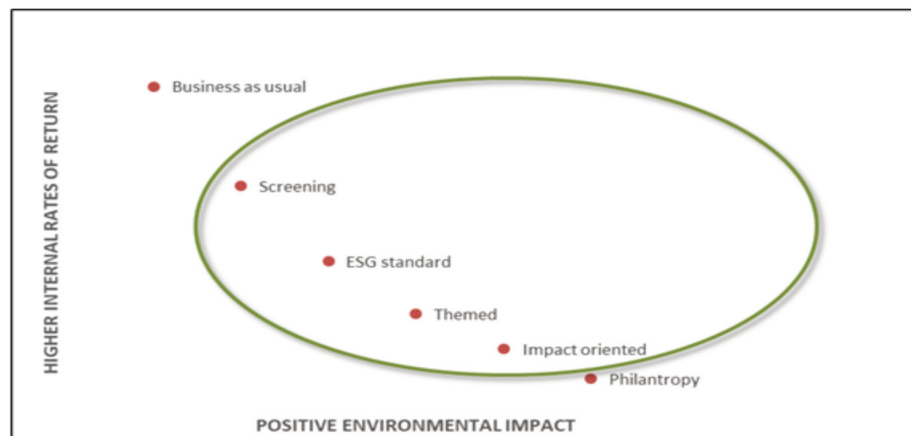 HIGHER INTERNAL RATES OF RETURN
Business as usual
Screening
ESG standard
Themed
Impact oriented
Philantropy
POSITIVE ENVIRONMENTAL IMPACT